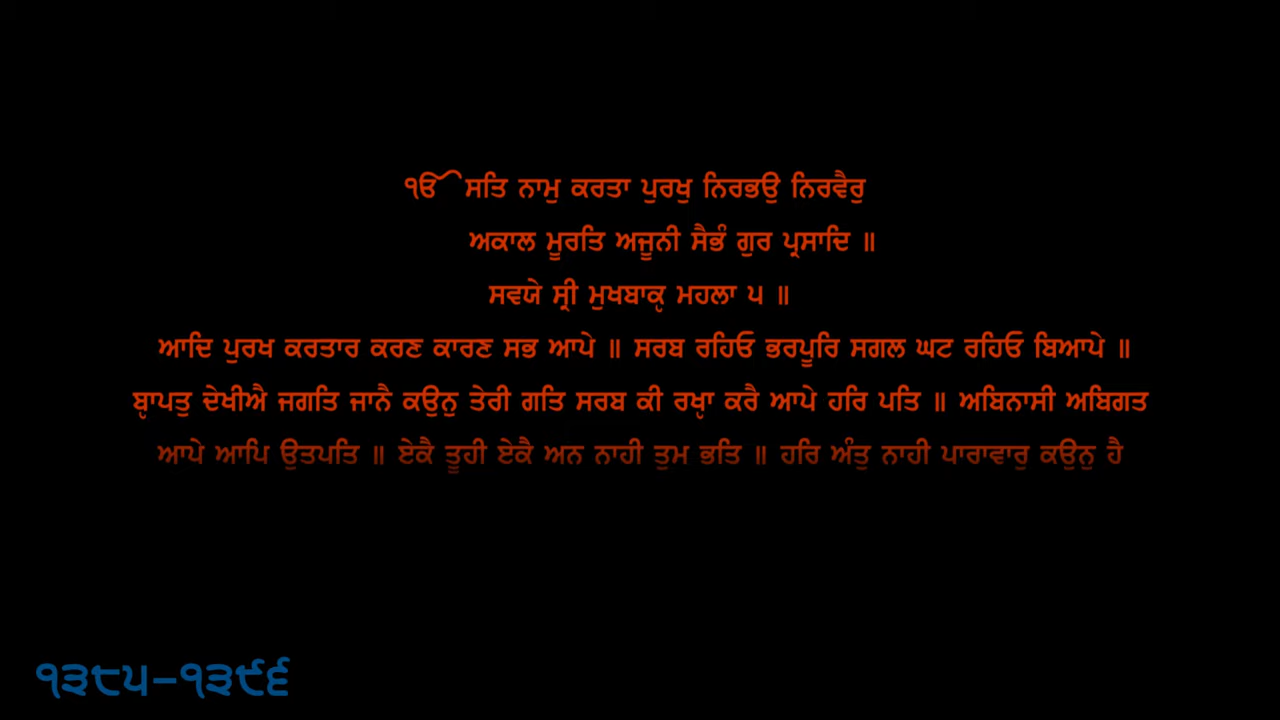 ੴ ਸਤਿ ਨਾਮੁ ਕਰਤਾ ਪੁਰਖੁ ਨਿਰਭਉ ਨਿਰਵੈਰੁ
ਅਕਾਲ ਮੂਰਤਿ ਅਜੂਨੀ ਸੈਭੰ ਗੁਰ ਪ੍ਰਸਾਦਿ ॥
ਸਵਯੇ ਸ੍ਰੀ ਮੁਖਬਾਕੵ ਮਹਲਾ ੫ ॥
ਆਦਿ ਪੁਰਖ ਕਰਤਾਰ ਕਰਣ ਕਾਰਣ ਸਭ ਆਪੇ ॥ ਸਰਬ ਰਹਿਓ ਭਰਪੂਰਿ ਸਗਲ ਘਟ ਰਹਿਓ ਬਿਆਪੇ ॥
ਬੵਾਪਤੁ ਦੇਖੀਐ ਜਗਤਿ ਜਾਨੈ ਕਉਨੁ ਤੇਰੀ ਗਤਿ ਸਰਬ ਕੀ ਰਖੵਾ ਕਰੈ ਆਪੇ ਹਰਿ ਪਤਿ ॥ ਅਬਿਨਾਸੀ ਅਬਿਗਤ
ਆਪੇ ਆਪਿ ਉਤਪਤਿ ॥ ਏਕੈ ਤੂਹੀ ਏਕੈ ਅਨ ਨਾਹੀ ਤੁਮ ਭਤਿ ॥ ਹਰਿ ਅੰਤੁ ਨਾਹੀ ਪਾਰਾਵਾਰੁ ਕਉਨੁ ਹੈ
੧੩੮੫-੧੩੯੬